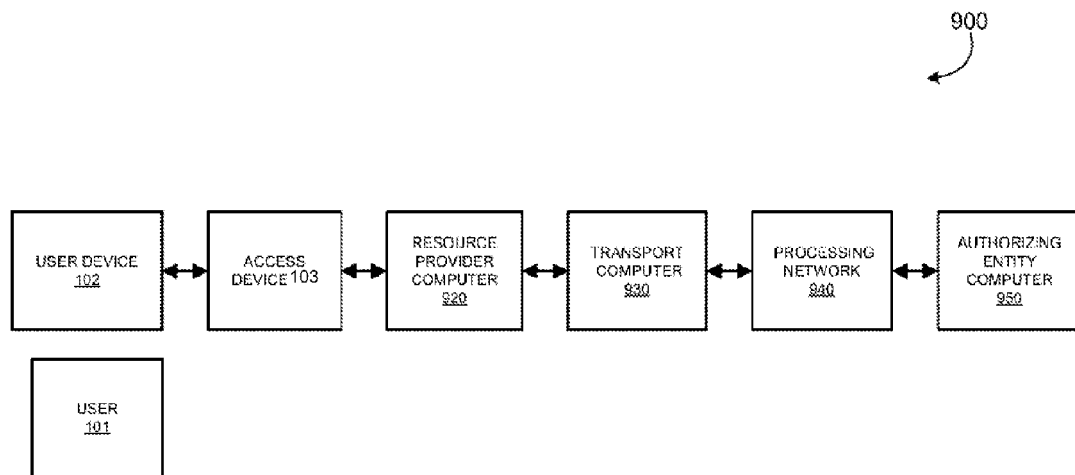 900
USER DEVICE
102
ACCESS
DEVICE 103
RESOURCE
PROVIDER
COMPUTER
920
TRANSPORT
COMPUTER
930
PROCESSING
NETWORK
940
AUTHORIZING
ENTITY
COMPUTER
950
USER
101